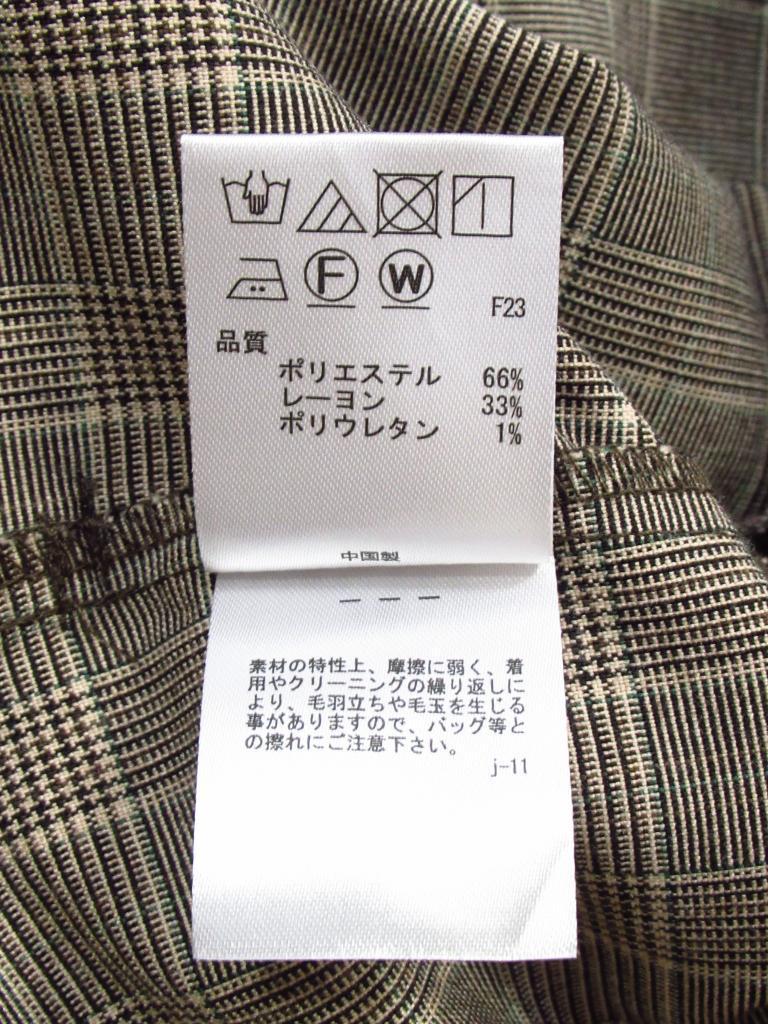 F W
F23
品質
ポリエステル 66%
レーヨン 33%
ポリウレタン 1%
中国製
— — —
素材の特性上、摩擦に弱く、着
用やクリーニングの繰り返しに
より、毛羽立ちや毛玉を生じる
事がありますので、バッグ等と
の擦れにご注意下さい。
j-11